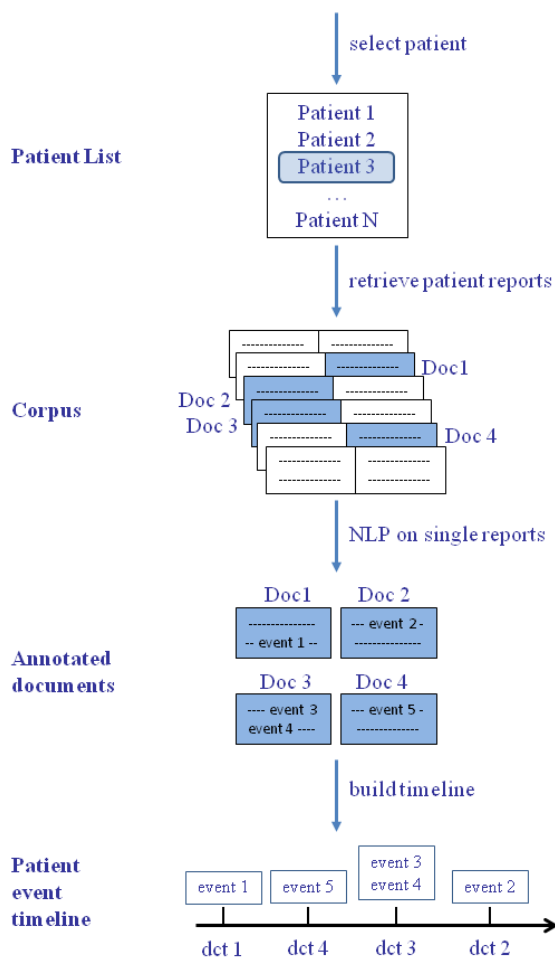 select patient
Patient List
Patient 1
Patient 2
Patient 3
...
Patient N
retrieve patient reports
Corpus
Doc1
Doc 2
Doc 3
Doc 4
NLP on single reports
Annotated
documents
Doc1
Doc 2
---------------
-- event 1 --
--- event 2 -
---------------
Doc 3
Doc 4
---- event 3
event 4 ----
--- event 5 -
---------------
build timeline
Patient
event
timeline
event 1
event 5
event 3
event 4
event 2
dct 1
dct 4
dct 3
dct 2